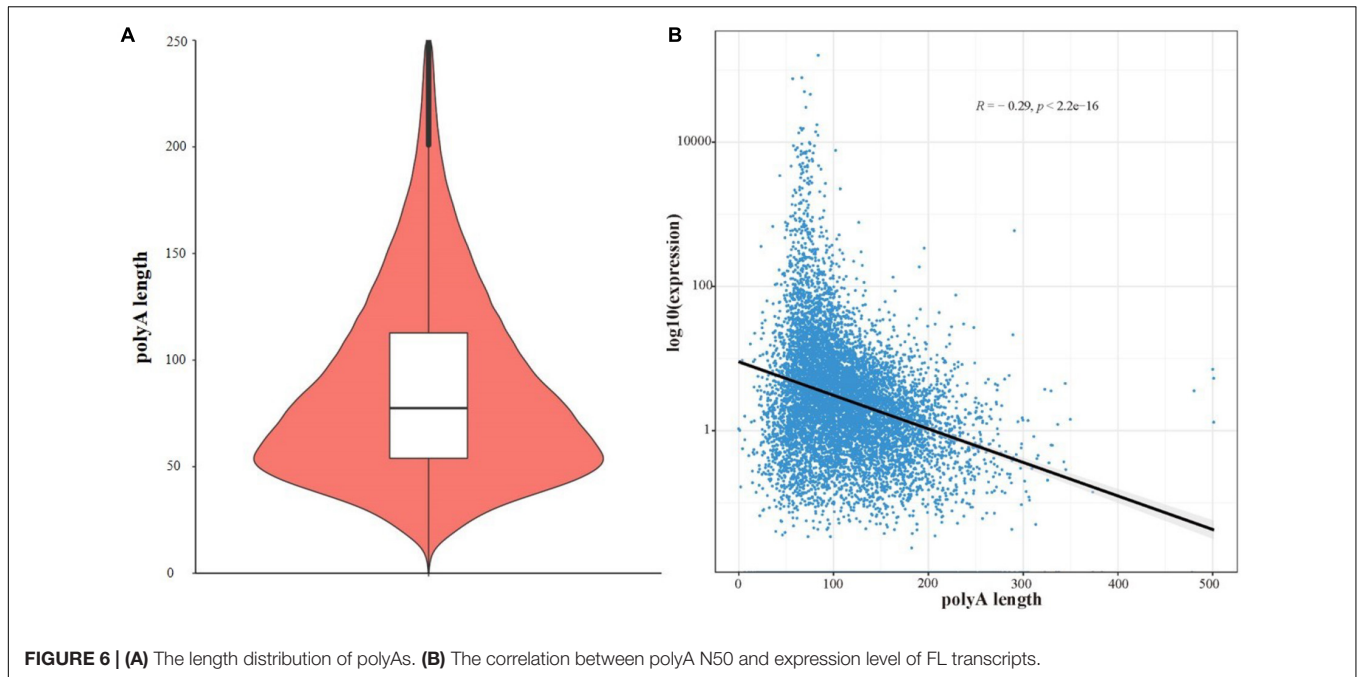 A
B
250
200
150
100
50
0
polyA length
R = − 0.29, p < 2.2e−16
10000
100
1
log10(expression)
0 100 200 300 400 500
polyA length
FIGURE 6 | (A) The length distribution of polyAs. (B) The correlation between polyA N50 and expression level of FL transcripts.